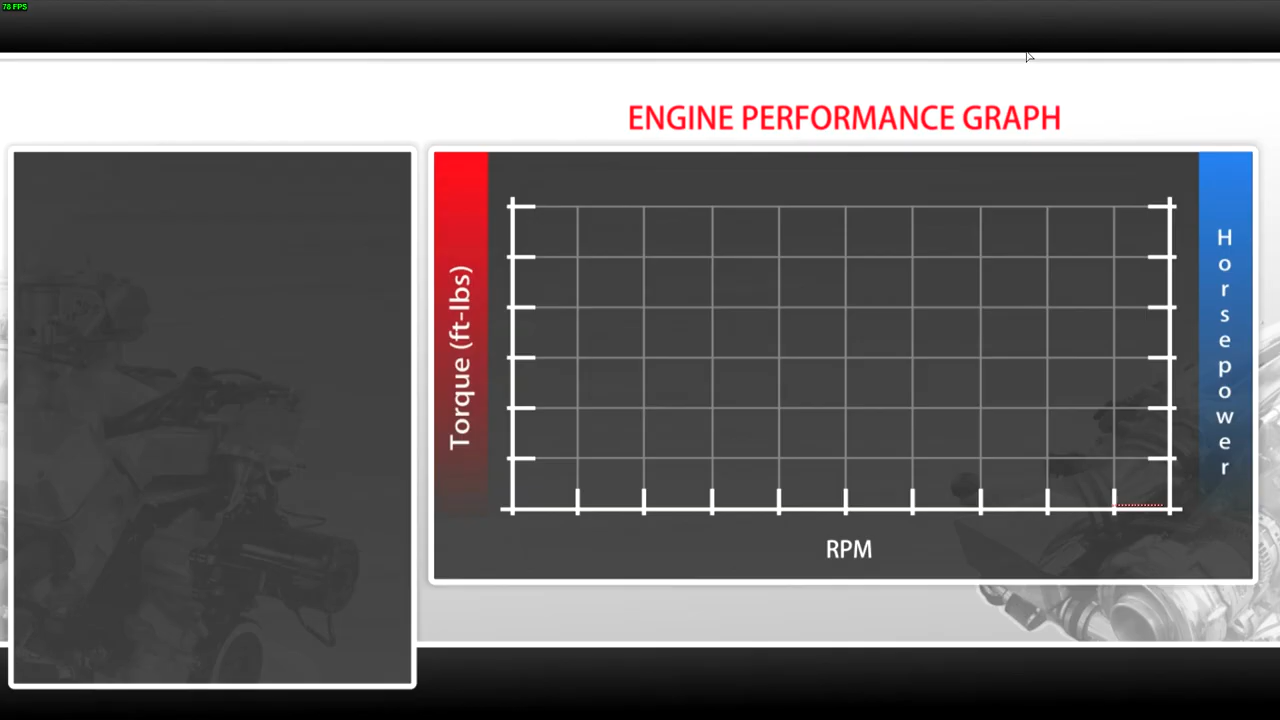 78 FPS
ENGINE PERFORMANCE GRAPH
Torque (ft-lbs)
Horsepower
RPM